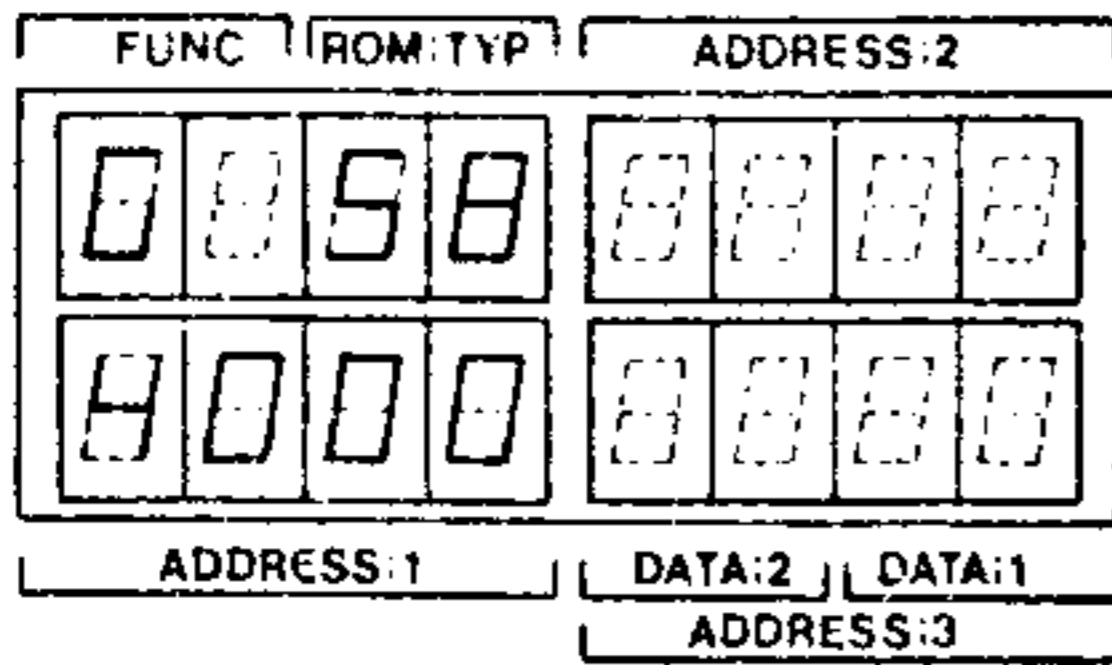 FUNC ROM:TYP ADDRESS:2
0 58
4000
ADDRESS:1 DATA:2 DATA:1
ADDRESS:3